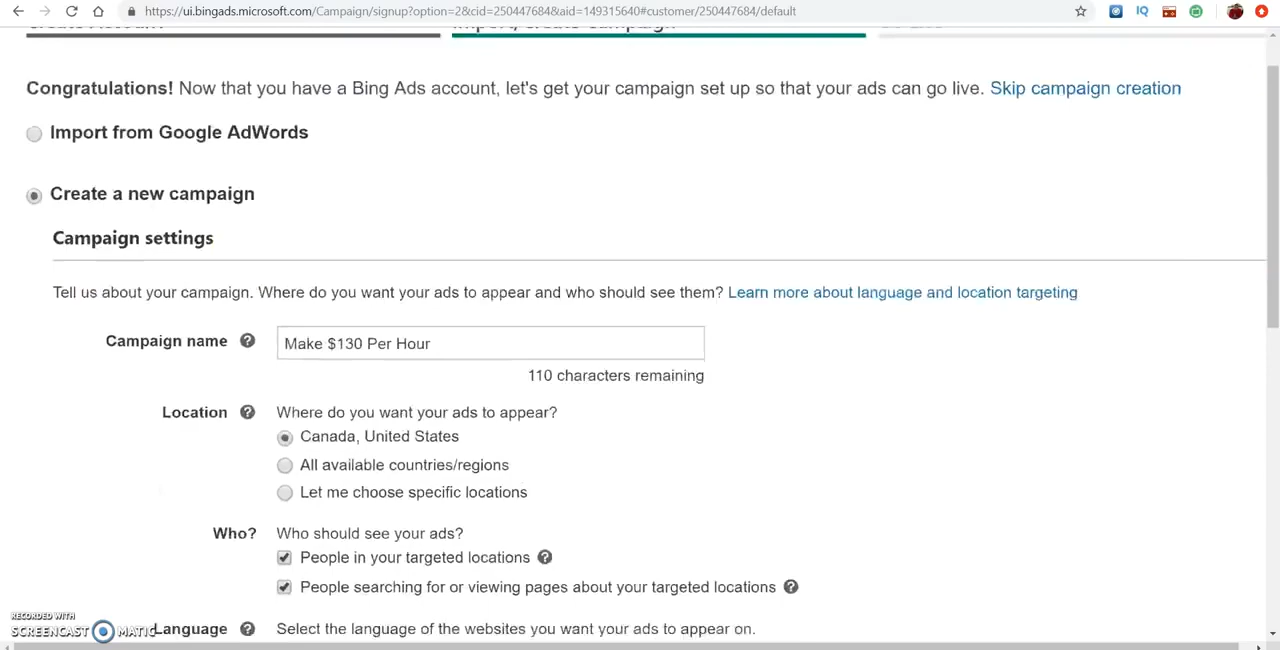 https://ui.bingads.microsoft.com/Campaign/signup?option=2&cid=250447684&aid=149315640#customer/250447684/default
IQ
Congratulations! Now that you have a Bing Ads account, let's get your campaign set up so that your ads can go live. Skip campaign creation
Import from Google AdWords
Create a new campaign
Campaign settings
Tell us about your campaign. Where do you want your ads to appear and who should see them? Learn more about language and location targeting
Campaign name ? Make $130 Per Hour
110 characters remaining
Location ? Where do you want your ads to appear?
Canada, United States
All available countries/regions
Let me choose specific locations
Who? Who should see your ads?
People in your targeted locations ?
People searching for or viewing pages about your targeted locations ?
RECORDED WITH
SCREENCAST MATIC
Language ? Select the language of the websites you want your ads to appear on.